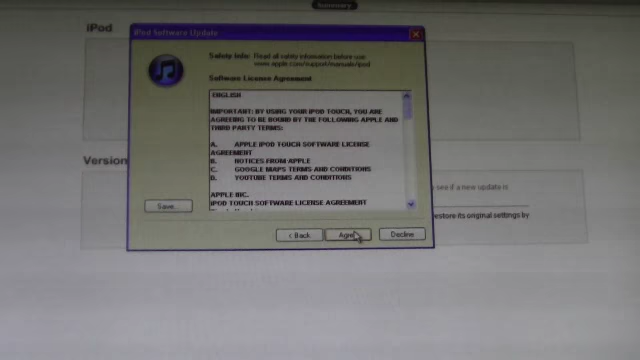 Summary
iPod
iPod Software Update
Safety Info: Read all safety information before use:
www.apple.com/support/manuals/ipod
Software License Agreement
ENGLISH
IMPORTANT: BY USING YOUR IPOD TOUCH, YOU ARE
AGREEING TO BE BOUND BY THE FOLLOWING APPLE AND
THIRD PARTY TERMS:
A. APPLE IPOD TOUCH SOFTWARE LICENSE
AGREEMENT
B. NOTICES FROM APPLE
C. GOOGLE MAPS TERMS AND CONDITIONS
D. YOUTUBE TERMS AND CONDITIONS
APPLE INC.
IPOD TOUCH SOFTWARE LICENSE AGREEMENT
Version
see if a new update is
estore its original settings by
Save...
< Back
Agree
Decline